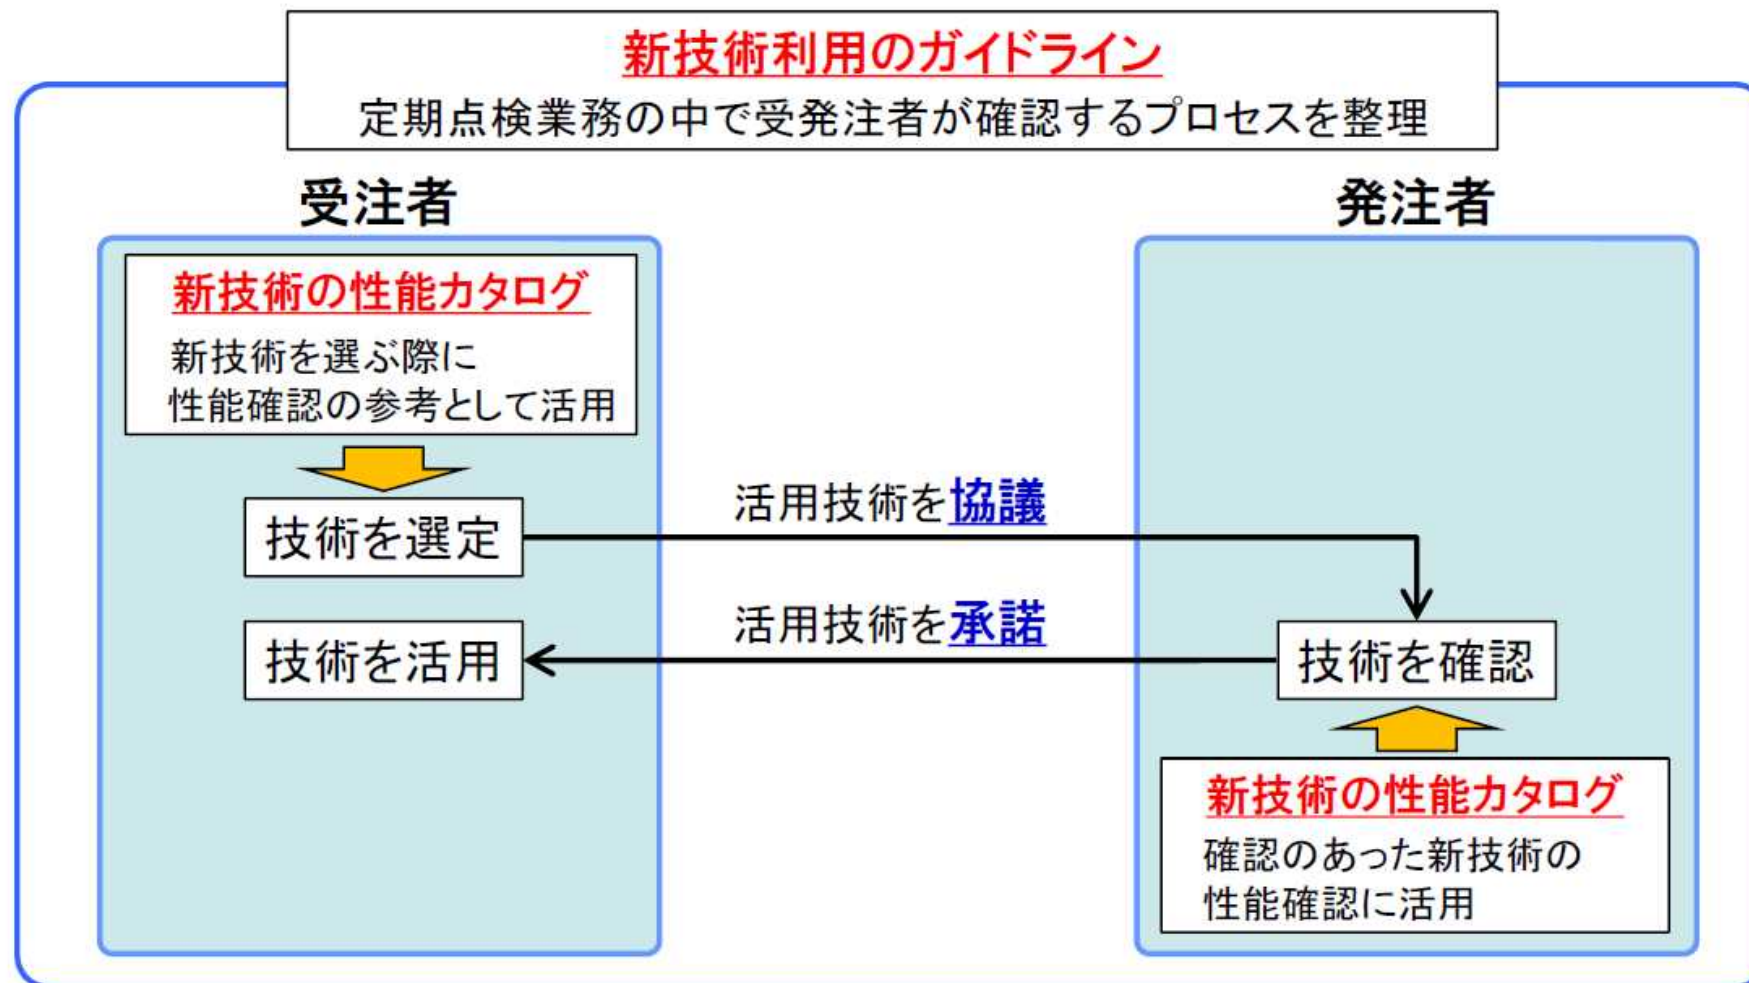 新技術利用のガイドライン
定期点検業務の中で受発注者が確認するプロセスを整理
受注者
発注者
新技術の性能カタログ
新技術を選ぶ際に
性能確認の参考として活用
技術を選定
活用技術を協議
活用技術を承諾
技術を活用
技術を確認
新技術の性能カタログ
確認のあった新技術の
性能確認に活用